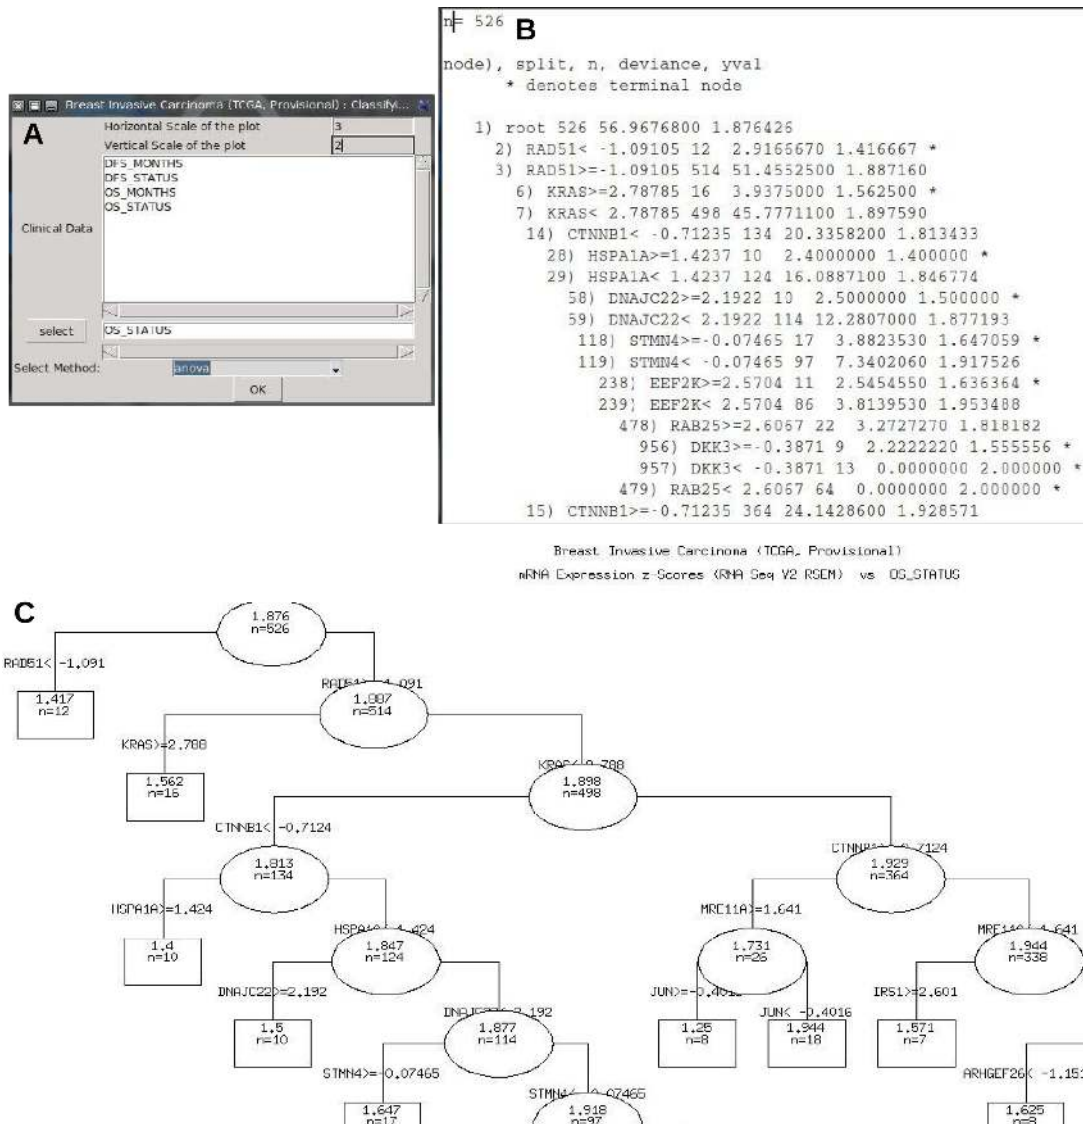 A
Breast Invasive Carcinoma (TCGA, Provisional) : Classifyi...
Horizontal Scale of the plot 3
Vertical Scale of the plot 2
DFS_MONTHS
DFS_STATUS
OS_MONTHS
OS_STATUS
Clinical Data
select OS_STATUS
Select Method: anova
OK
B
n= 526
node), split, n, deviance, yval
* denotes terminal node
1) root 526 56.9676800 1.876426
2) RAD51< -1.09105 12 2.9166670 1.416667 *
3) RAD51>=-1.09105 514 51.4552500 1.887160
6) KRAS>=2.78785 16 3.9375000 1.562500 *
7) KRAS< 2.78785 498 45.7771100 1.897590
14) CTNNB1< -0.71235 134 20.3358200 1.813433
28) HSPA1A>=1.4237 10 2.4000000 1.400000 *
29) HSPA1A< 1.4237 124 16.0887100 1.846774
58) DNAJC22>=2.1922 10 2.5000000 1.500000 *
59) DNAJC22< 2.1922 114 12.2807000 1.877193
118) STMN4>=-0.07465 17 3.8823530 1.647059 *
119) STMN4< -0.07465 97 7.3402060 1.917526
238) EEF2K>=2.5704 11 2.5454550 1.636364 *
239) EEF2K< 2.5704 86 3.8139530 1.953488
478) RAB25>=2.6067 22 3.2727270 1.818182
956) DKK3>=-0.3871 9 2.2222220 1.555556 *
957) DKK3< -0.3871 13 0.0000000 2.000000 *
479) RAB25< 2.6067 64 0.0000000 2.000000 *
15) CTNNB1>=-0.71235 364 24.1428600 1.928571
Breast Invasive Carcinoma (TCGA, Provisional)
mRNA Expression z-Scores (RNA Seq V2 RSEM) vs OS_STATUS
C
1.876
n=526
RAD51< -1.091
1.417
n=12
1.887
n=514
KRAS>=2.788
1.562
n=16
1.898
n=498
CTNNB1< -0.7124
1.813
n=134
1.929
n=364
HSPA1A>=1.424
MRE11A>=1.641
1.4
n=10
1.847
n=124
1.731
n=26
1.944
n=338
DNAJC22>=2.192
IRS1>=2.601
JUN< -0.4016
1.5
n=10
1.877
n=114
1.25
n=8
1.944
n=18
1.571
n=7
STMN4>=-0.07465
ARHGEF26< -1.151
1.647
n=17
1.918
n=97
1.625
n=8